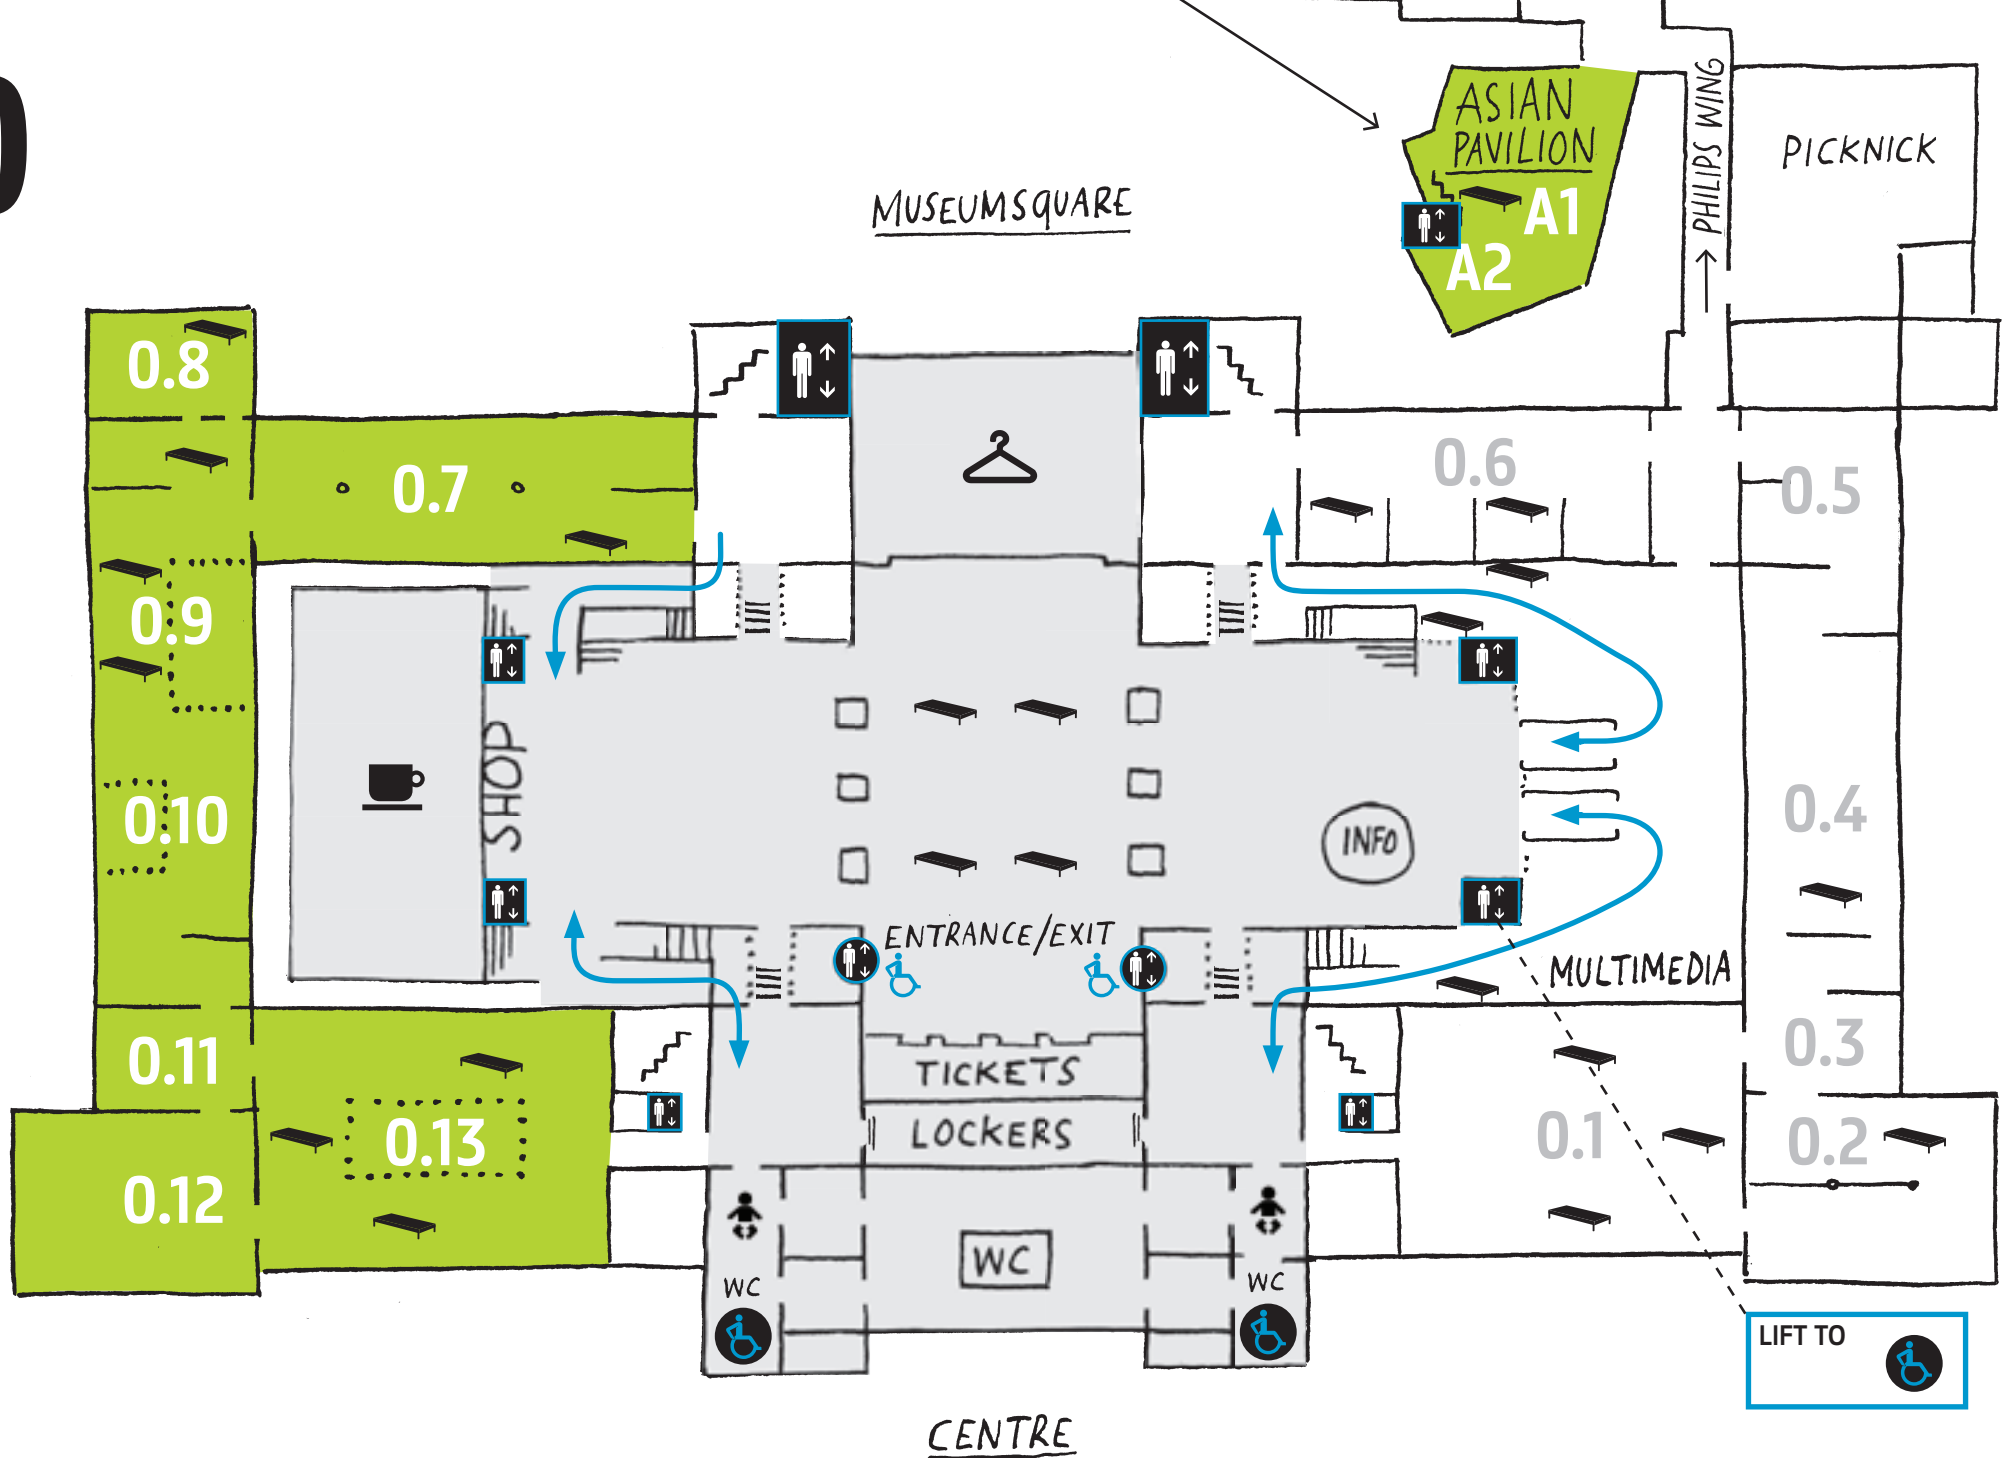 0
ASIAN
PAVILION
A1
A2
PHILIPS WING
PICKNICK
MUSEUMSQUARE
0.8
0.7
0.6
0.5
0.9
SHOP
0.10
INFO
0.4
ENTRANCE/EXIT
MULTIMEDIA
0.11
TICKETS
0.3
0.13
LOCKERS
0.1
0.2
0.12
WC
WC
WC
LIFT TO
CENTRE